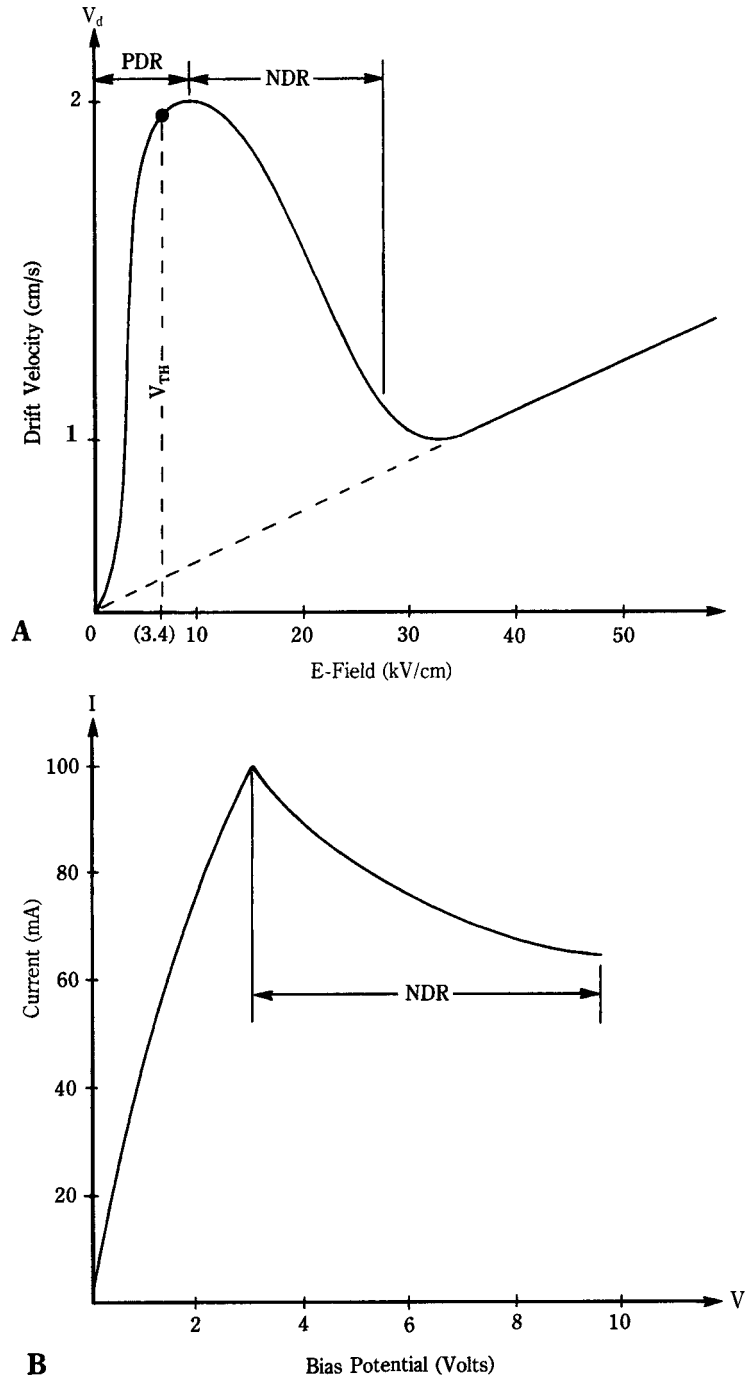 V_d
PDR
NDR
2
Drift Velocity (cm/s)
V_TH
1
A
0 (3.4) 10 20 30 40 50
E-Field (kV/cm)
I
100
80
Current (mA)
60
NDR
40
20
V
2 4 6 8 10
B
Bias Potential (Volts)